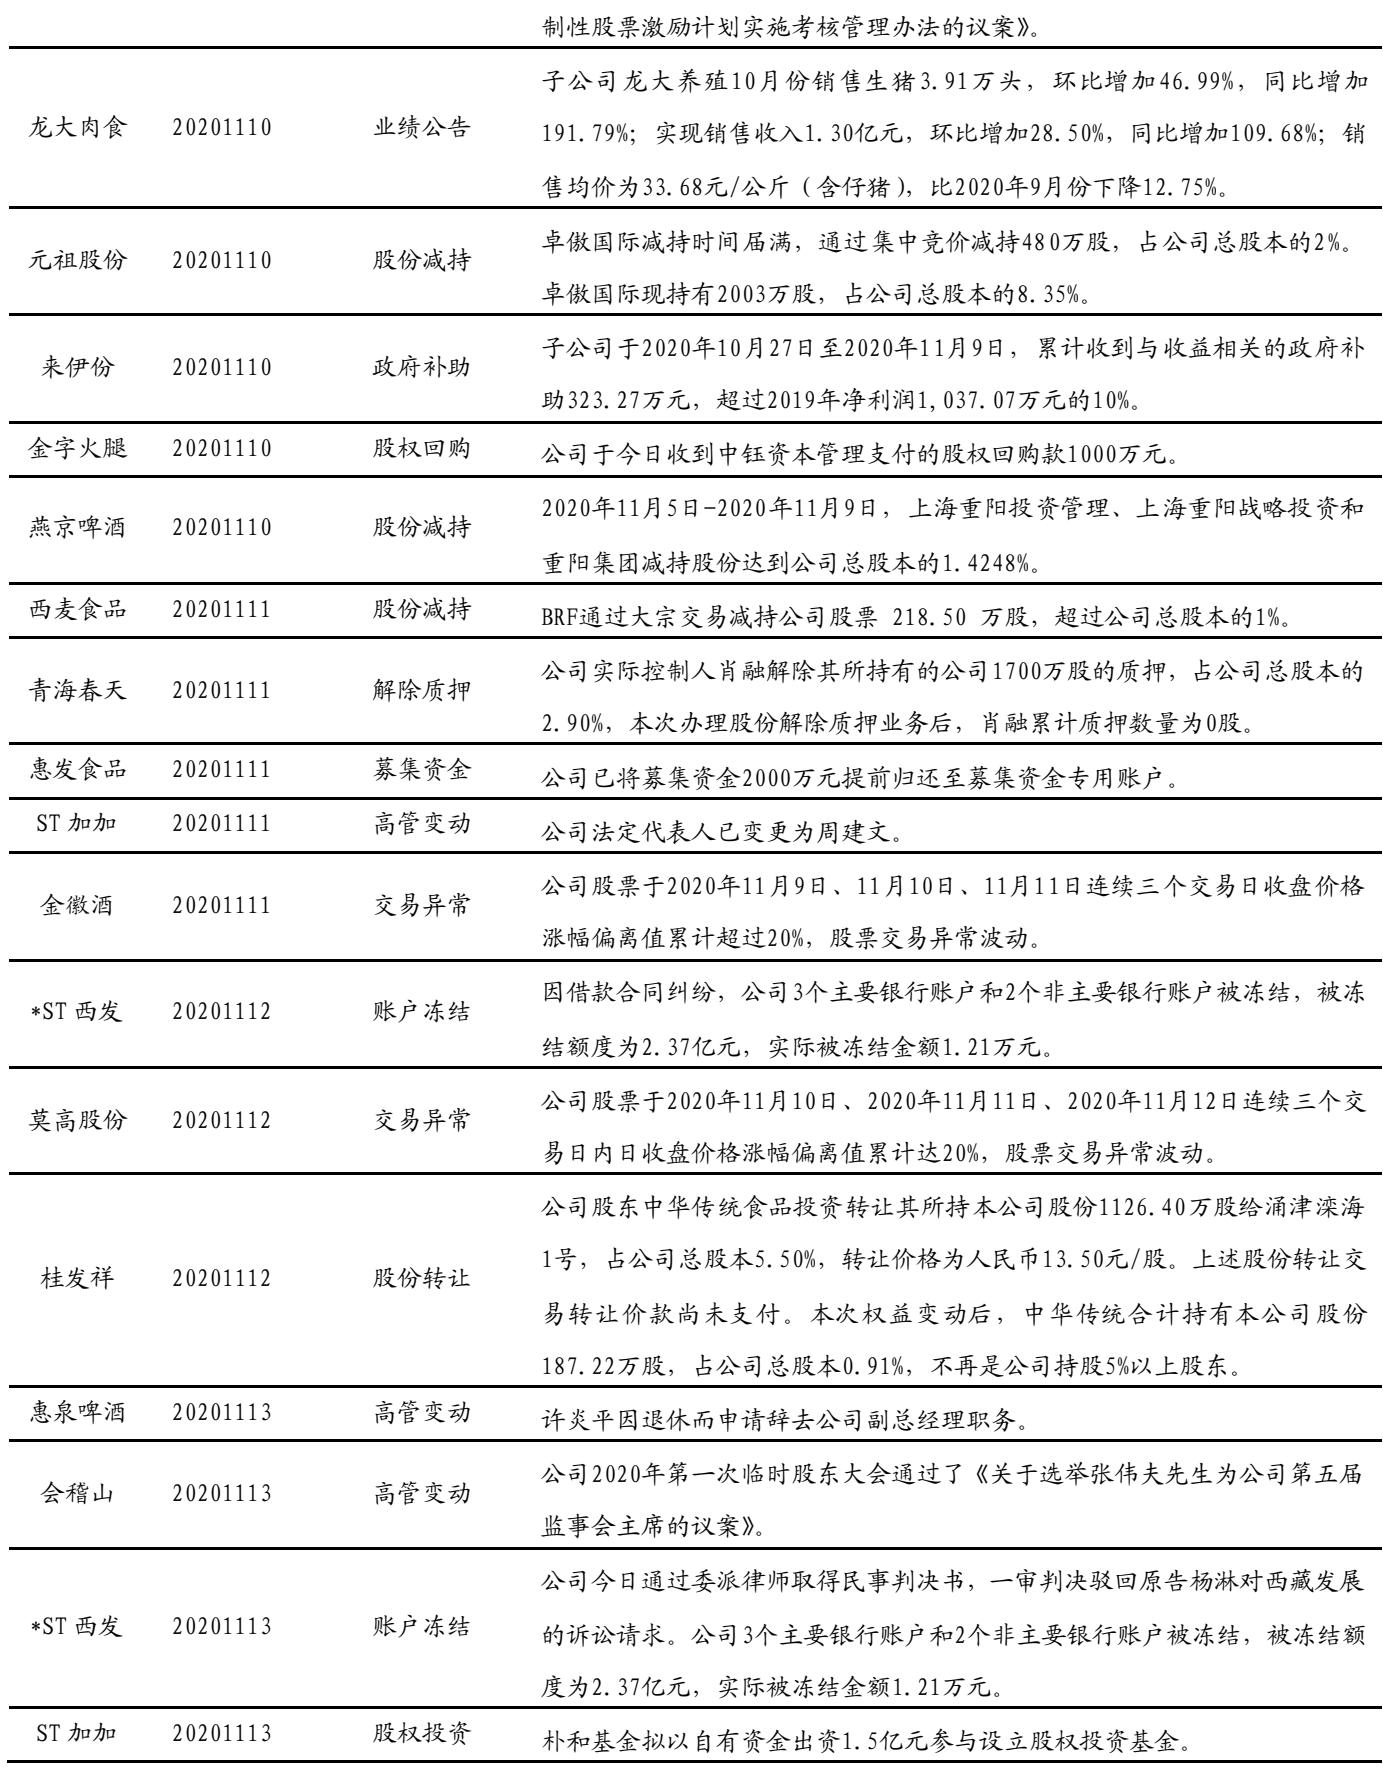 制性股票激励计划实施考核管理办法的议案》。
子公司龙大养殖10月份销售生猪3.91万头，环比增加46.99%，同比增加
龙大肉食 20201110 业绩公告 191.79%；实现销售收入1.30亿元，环比增加28.50%，同比增加109.68%；销
售均价为33.68元/公斤（含仔猪），比2020年9月份下降12.75%。
元祖股份 20201110 股份减持 卓傲国际减持时间届满，通过集中竞价减持480万股，占公司总股本的2%。
卓傲国际现持有2003万股，占公司总股本的8.35%。
来伊份 20201110 政府补助 子公司于2020年10月27日至2020年11月9日，累计收到与收益相关的政府补
助323.27万元，超过2019年净利润1,037.07万元的10%。
金字火腿 20201110 股权回购 公司于今日收到中钰资本管理支付的股权回购款1000万元。
燕京啤酒 20201110 股份减持 2020年11月5日-2020年11月9日，上海重阳投资管理、上海重阳战略投资和
重阳集团减持股份达到公司总股本的1.4248%。
西麦食品 20201111 股份减持 BRF通过大宗交易减持公司股票 218.50 万股，超过公司总股本的1%。
青海春天 20201111 解除质押 公司实际控制人肖融解除其所持有的公司1700万股的质押，占公司总股本的
2.90%，本次办理股份解除质押业务后，肖融累计质押数量为0股。
惠发食品 20201111 募集资金 公司已将募集资金2000万元提前归还至募集资金专用账户。
ST 加加 20201111 高管变动 公司法定代表人已变更为周建文。
金徽酒 20201111 交易异常 公司股票于2020年11月9日、11月10日、11月11日连续三个交易日收盘价格
涨幅偏离值累计超过20%，股票交易异常波动。
*ST 西发 20201112 账户冻结 因借款合同纠纷，公司3个主要银行账户和2个非主要银行账户被冻结，被冻
结额度为2.37亿元，实际被冻结金额1.21万元。
莫高股份 20201112 交易异常 公司股票于2020年11月10日、2020年11月11日、2020年11月12日连续三个交
易日内日收盘价格涨幅偏离值累计达20%，股票交易异常波动。
公司股东中华传统食品投资转让其所持本公司股份1126.40万股给涌津滦海
桂发祥 20201112 股份转让 1号，占公司总股本5.50%，转让价格为人民币13.50元/股。上述股份转让交
易转让价款尚未支付。本次权益变动后，中华传统合计持有本公司股份
187.22万股，占公司总股本0.91%，不再是公司持股5%以上股东。
惠泉啤酒 20201113 高管变动 许炎平因退休而申请辞去公司副总经理职务。
会稽山 20201113 高管变动 公司2020年第一次临时股东大会通过了《关于选举张伟夫先生为公司第五届
监事会主席的议案》。
公司今日通过委派律师取得民事判决书，一审判决驳回原告杨淋对西藏发展
*ST 西发 20201113 账户冻结 的诉讼请求。公司3个主要银行账户和2个非主要银行账户被冻结，被冻结额
度为2.37亿元，实际被冻结金额1.21万元。
ST 加加 20201113 股权投资 朴和基金拟以自有资金出资1.5亿元参与设立股权投资基金。